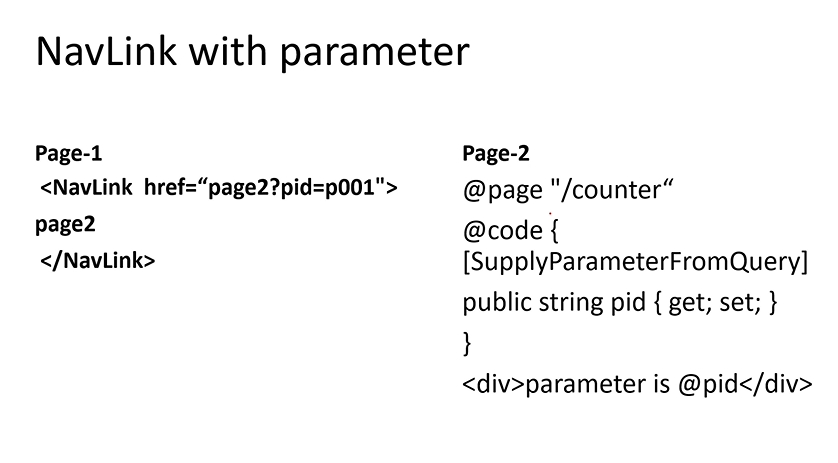 NavLink with parameter
Page-1
<NavLink  href=“page2?pid=p001">
page2
</NavLink>
Page-2
@page "/counter“
@code {
[SupplyParameterFromQuery]
public string pid { get; set; }
}
<div>parameter is @pid</div>